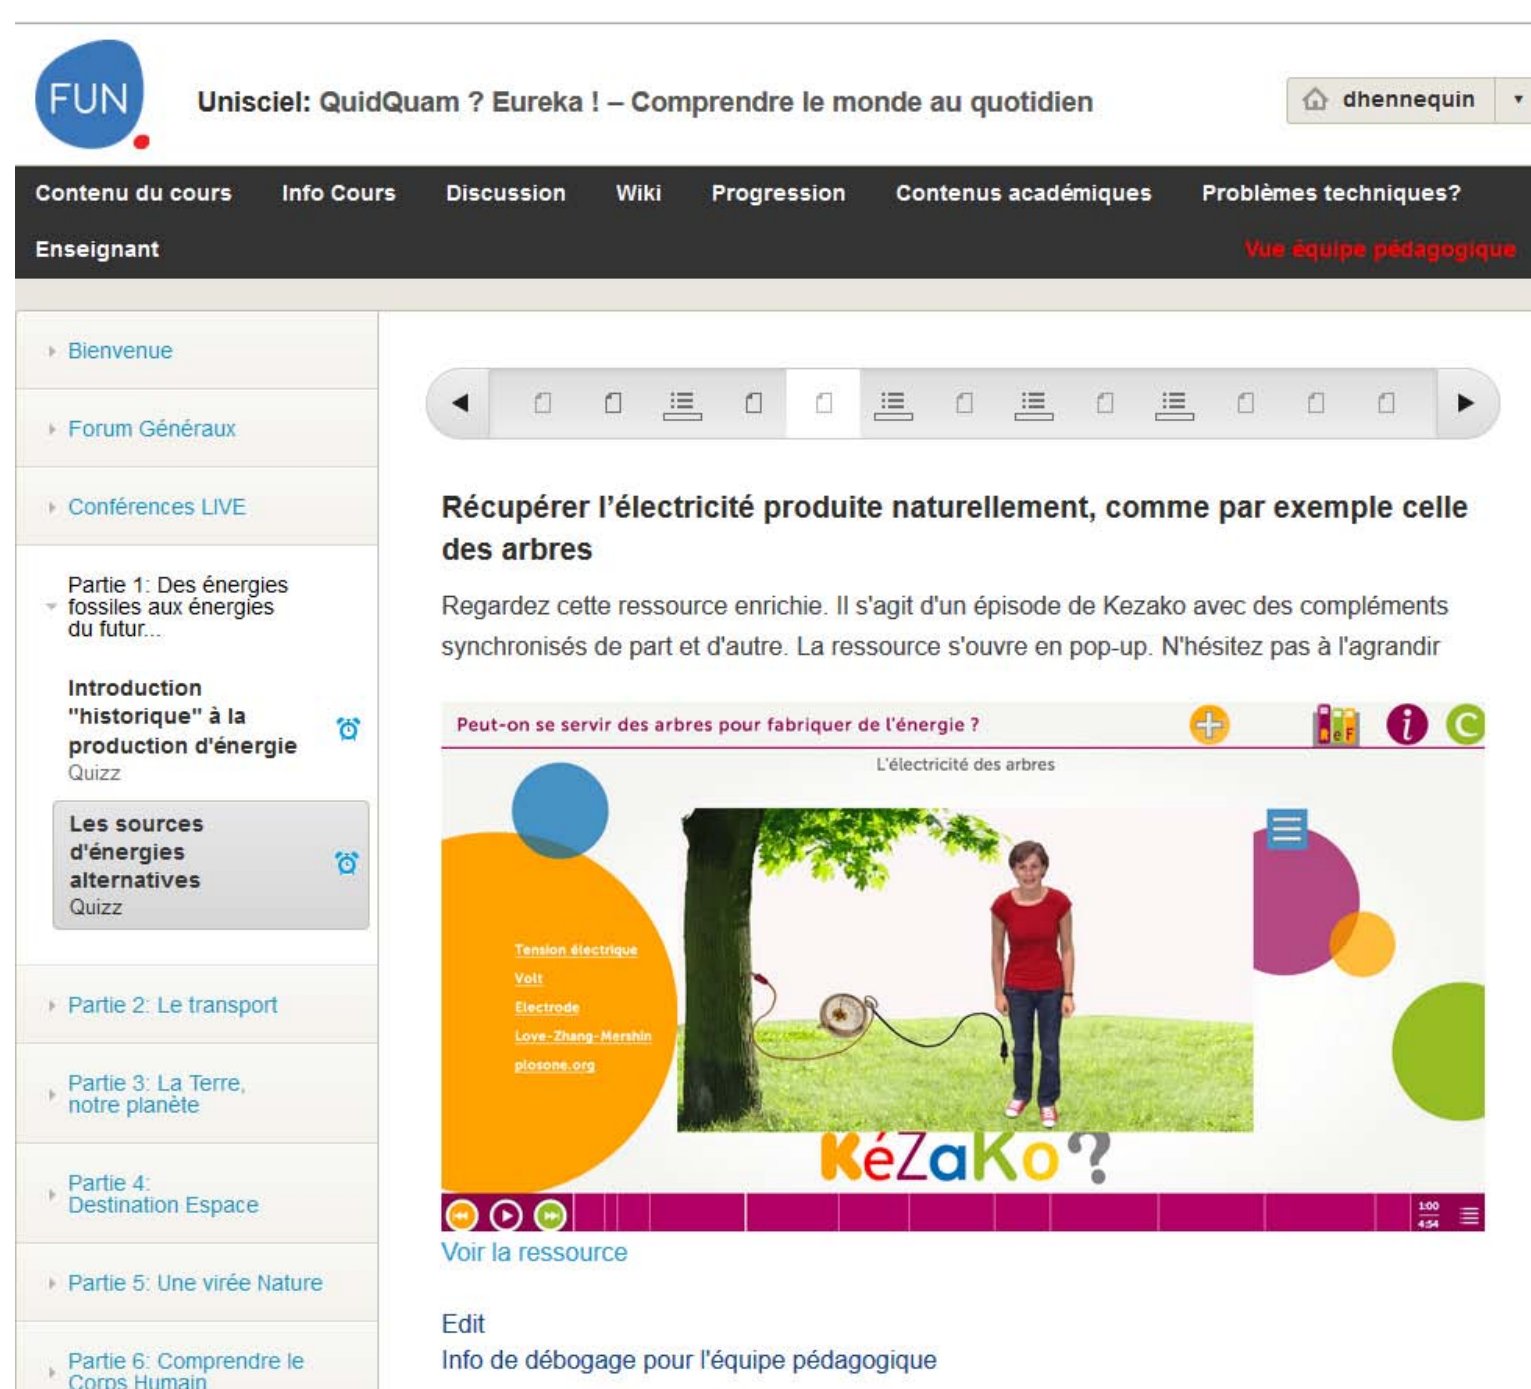 FUN
Unisciel: QuidQuam ? Eureka ! – Comprendre le monde au quotidien
dhennequin
Contenu du cours Info Cours Discussion Wiki Progression Contenus académiques Problèmes techniques?
Enseignant Vue équipe pédagogique
Bienvenue
Forum Généraux
Conférences LIVE
Partie 1: Des énergies
fossiles aux énergies
du futur...
Introduction
"historique" à la
production d'énergie
Quizz
Les sources
d'énergies
alternatives
Quizz
Partie 2: Le transport
Partie 3: La Terre,
notre planète
Partie 4:
Destination Espace
Partie 5: Une virée Nature
Partie 6: Comprendre le
Corps Humain
Récupérer l’électricité produite naturellement, comme par exemple celle
des arbres
Regardez cette ressource enrichie. Il s'agit d'un épisode de Kezako avec des compléments
synchronisés de part et d'autre. La ressource s'ouvre en pop-up. N'hésitez pas à l'agrandir
Peut-on se servir des arbres pour fabriquer de l'énergie ?
ReF i C
L'électricité des arbres
Tension électrique
Volt
Electrode
Love-Zhang-Mershin
plosone.org
KéZaKo?
1:00
4:54
Voir la ressource
Edit
Info de débogage pour l'équipe pédagogique